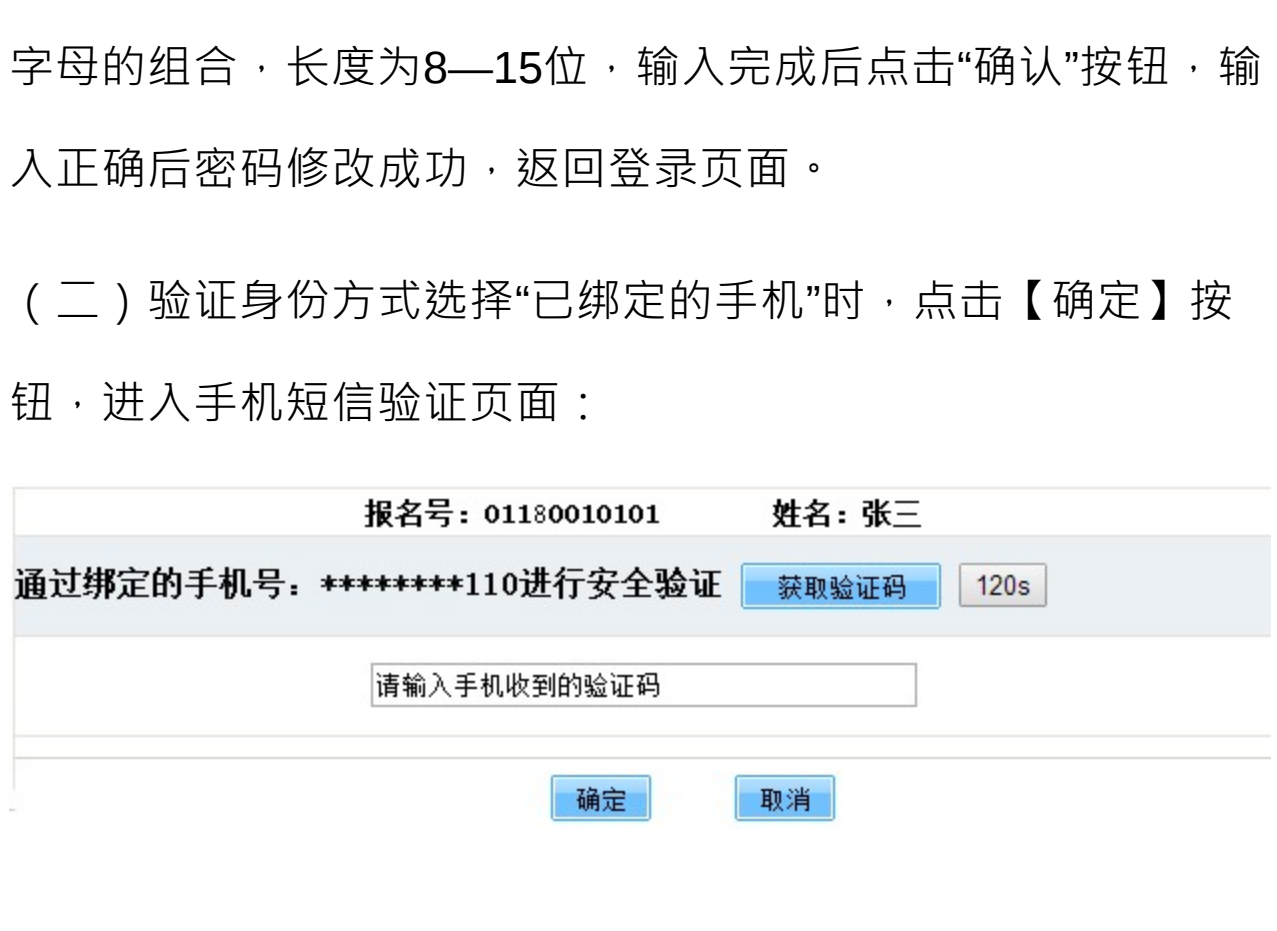 字母的组合，长度为8—15位，输入完成后点击“确认”按钮，输
入正确后密码修改成功，返回登录页面。
（二）验证身份方式选择“已绑定的手机”时，点击【确定】按
钮，进入手机短信验证页面：
报名号：01180010101 姓名：张三
通过绑定的手机号：********110进行安全验证 获取验证码 120s
请输入手机收到的验证码
确定 取消